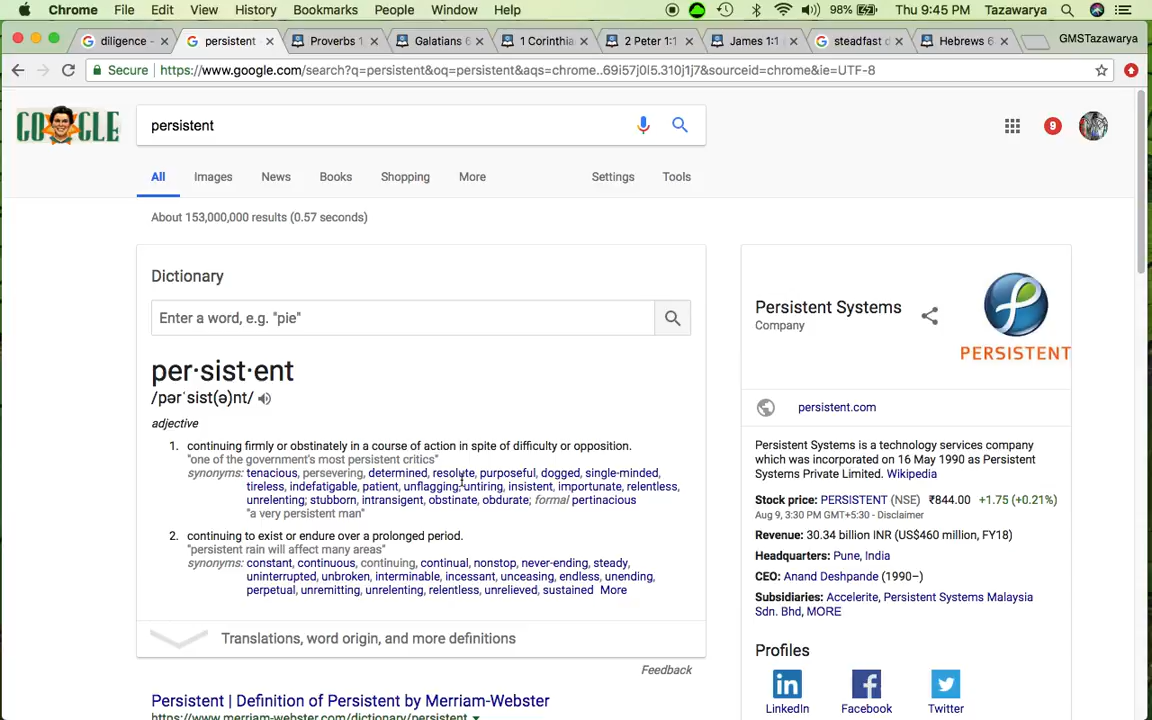 Chrome File Edit View History Bookmarks People Window Help 98% Thu 9:45 PM Tazawarya
diligence - persistent - Proverbs 1 Galatians 6 1 Corinthia 2 Peter 1:1 James 1:1 steadfast d Hebrews 6 GMSTazawarya
Secure https://www.google.com/search?q=persistent&oq=persistent&aqs=chrome..69i57j0l5.310j1j7&sourceid=chrome&ie=UTF-8
GOOGLE
persistent
9
All Images News Books Shopping More Settings Tools
About 153,000,000 results (0.57 seconds)
Dictionary
Enter a word, e.g. "pie"
per·sist·ent
/pərˈsist(ə)nt/
adjective
1. continuing firmly or obstinately in a course of action in spite of difficulty or opposition.
"one of the government's most persistent critics"
synonyms: tenacious, persevering, determined, resolute, purposeful, dogged, single-minded,
tireless, indefatigable, patient, unflagging, untiring, insistent, importunate, relentless,
unrelenting; stubborn, intransigent, obstinate, obdurate; formal pertinacious
"a very persistent man"
2. continuing to exist or endure over a prolonged period.
"persistent rain will affect many areas"
synonyms: constant, continuous, continuing, continual, nonstop, never-ending, steady,
uninterrupted, unbroken, interminable, incessant, unceasing, endless, unending,
perpetual, unremitting, unrelenting, relentless, unrelieved, sustained More
Translations, word origin, and more definitions
Feedback
Persistent | Definition of Persistent by Merriam-Webster
https://www.merriam-webster.com/dictionary/persistent
Persistent Systems
Company
PERSISTENT
persistent.com
Persistent Systems is a technology services company
which was incorporated on 16 May 1990 as Persistent
Systems Private Limited. Wikipedia
Stock price: PERSISTENT (NSE) ₹844.00 +1.75 (+0.21%)
Aug 9, 3:30 PM GMT+5:30 - Disclaimer
Revenue: 30.34 billion INR (US$460 million, FY18)
Headquarters: Pune, India
CEO: Anand Deshpande (1990–)
Subsidiaries: Accelerite, Persistent Systems Malaysia
Sdn. Bhd, MORE
Profiles
LinkedIn Facebook Twitter